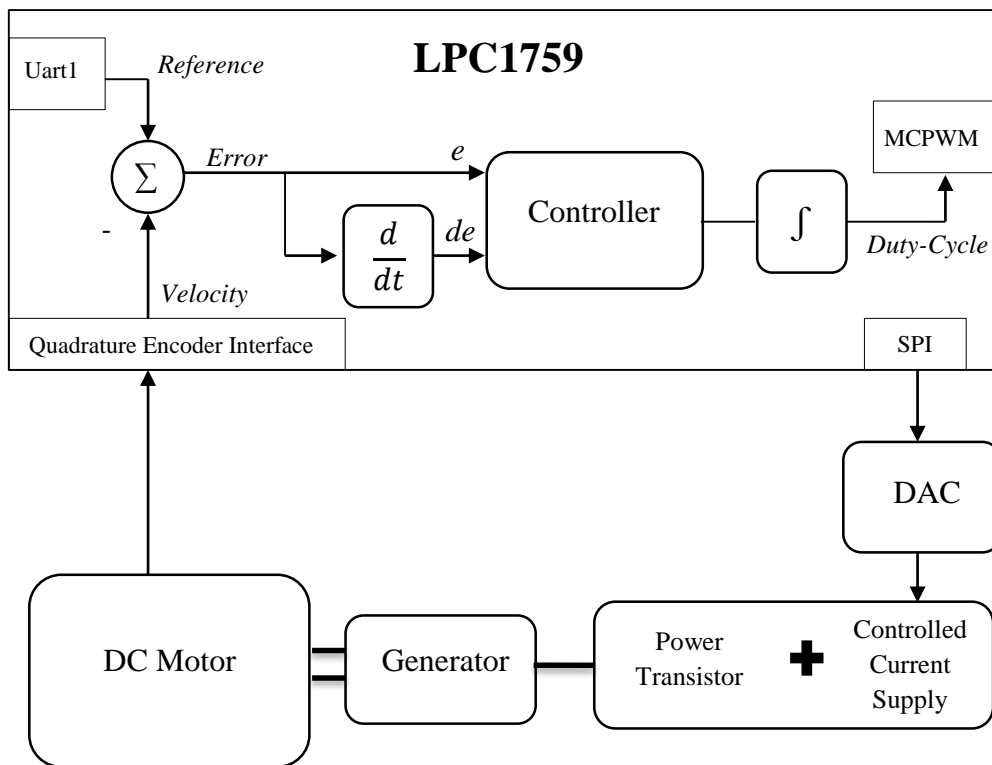 LPC1759
Uart1
Reference
MCPWM
∑
Error
e
Controller
∫
-
d
dt
de
Duty-Cycle
Velocity
Quadrature Encoder Interface
SPI
DAC
DC Motor
Generator
Power
Transistor
+
Controlled
Current
Supply